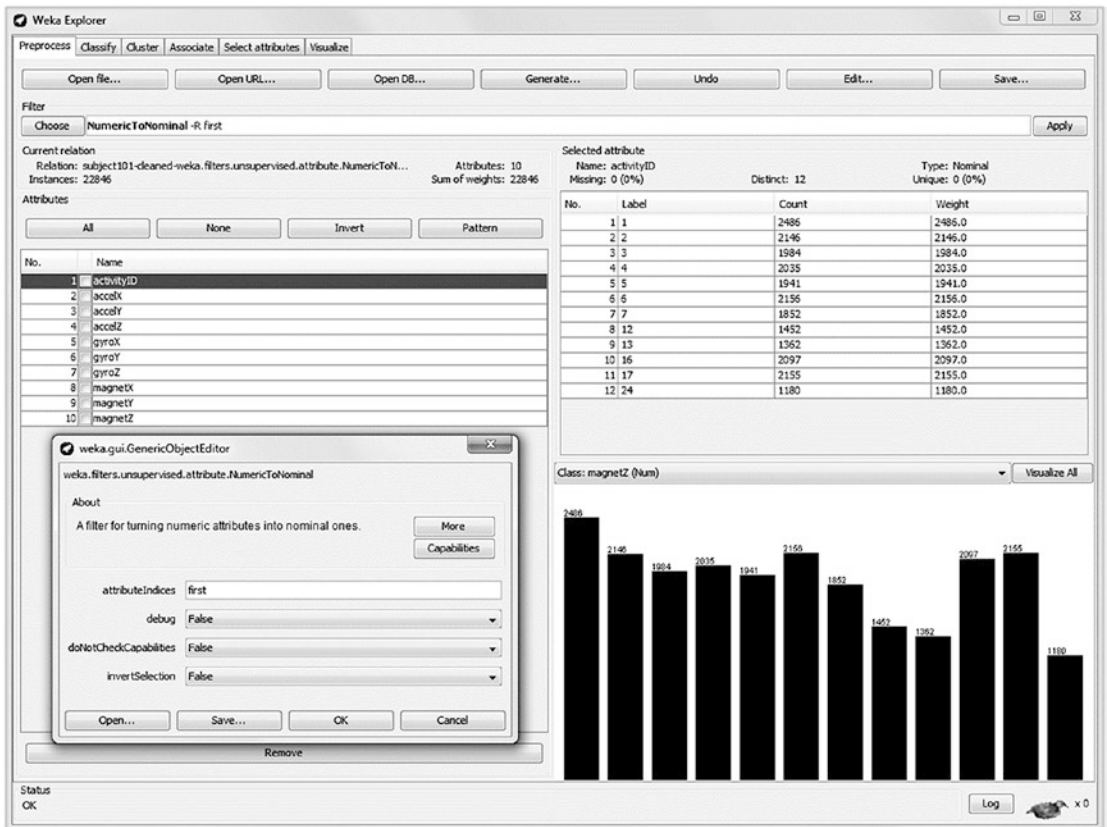 Weka Explorer
Preprocess Classify Cluster Associate Select attributes Visualize
Open file... Open URL... Open DB... Generate... Undo Edit... Save...
Filter
Choose NumericToNominal -R first Apply
Current relation
Relation: subject101-cleaned-weka.filters.unsupervised.attribute.NumericToN... Attributes: 10
Instances: 22846 Sum of weights: 22846
Attributes
All None Invert Pattern
No. Name
1 activityID
2 accelX
3 accelY
4 accelZ
5 gyroX
6 gyroY
7 gyroZ
8 magnetX
9 magnetY
10 magnetZ
Remove
Selected attribute
Name: activityID Type: Nominal
Missing: 0 (0%) Distinct: 12 Unique: 0 (0%)
No. Label Count Weight
1 1 2486 2486.0
2 2 2146 2146.0
3 3 1984 1984.0
4 4 2035 2035.0
5 5 1941 1941.0
6 6 2156 2156.0
7 7 1852 1852.0
8 12 1452 1452.0
9 13 1362 1362.0
10 16 2097 2097.0
11 17 2155 2155.0
12 24 1180 1180.0
Class: magnetZ (Num) Visualize All
2486 2146 1984 2035 1941 2156 1852 1452 1362 2097 2155 1180
weka.gui.GenericObjectEditor
weka.filters.unsupervised.attribute.NumericToNominal
About
A filter for turning numeric attributes into nominal ones. More
Capabilities
attributeIndices first
debug False
doNotCheckCapabilities False
invertSelection False
Open... Save... OK Cancel
Status
OK Log x 0